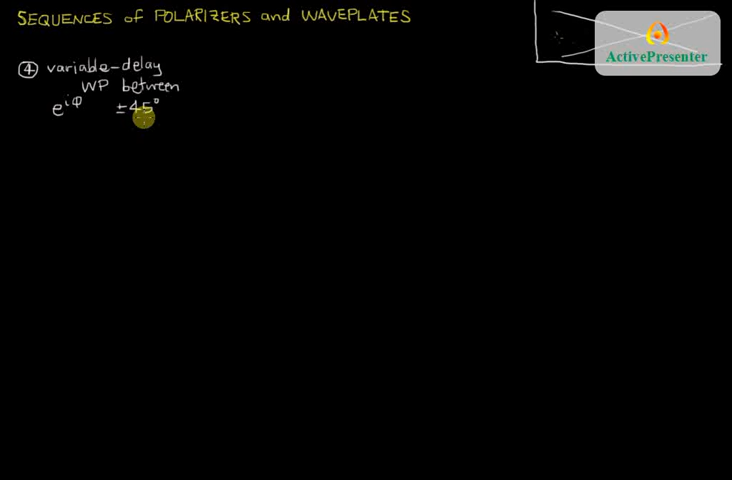 SEQUENCES of POLARIZERS and WAVEPLATES
④ variable-delay
WP between
e^iφ ±45°
ActivePresenter